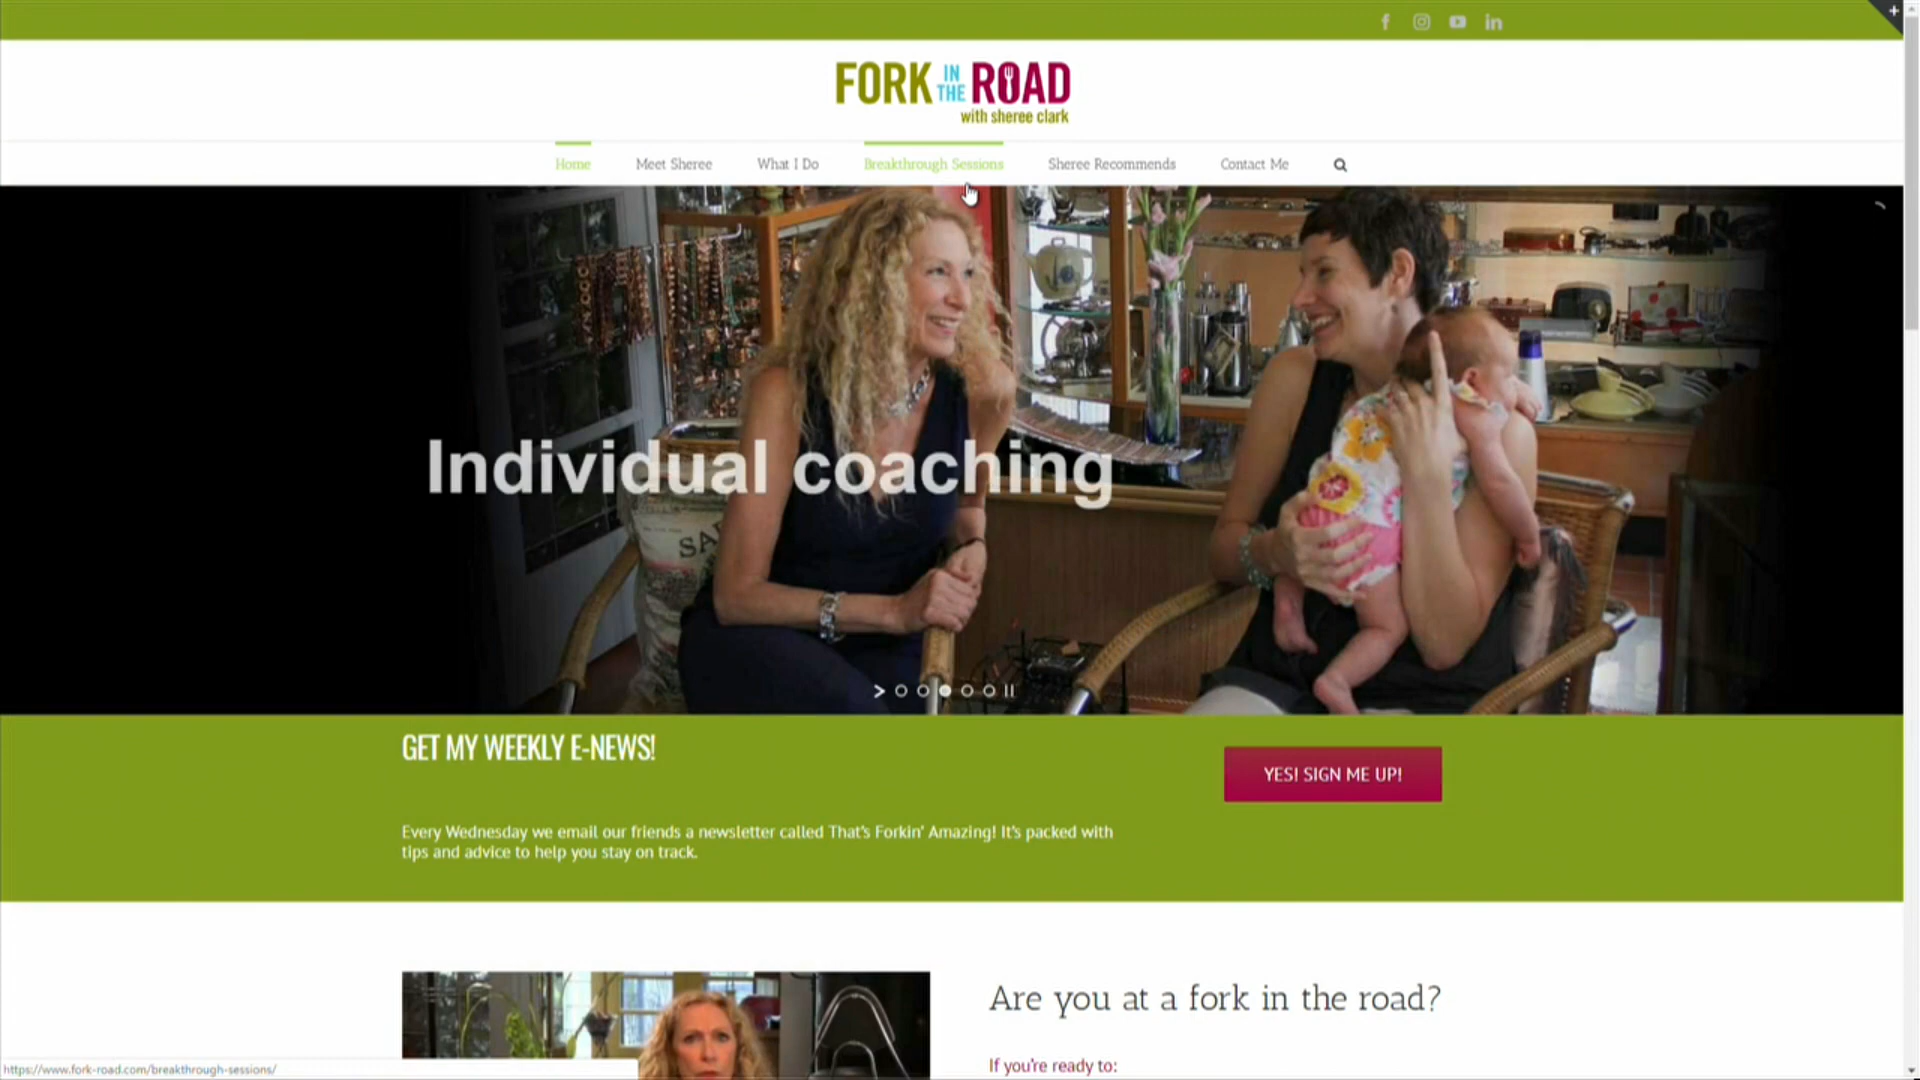 FORK IN THE ROAD
with sheree clark
Home Meet Sheree What I Do Breakthrough Sessions Sheree Recommends Contact Me
Individual coaching
GET MY WEEKLY E-NEWS!
YES! SIGN ME UP!
Every Wednesday we email our friends a newsletter called That's Forkin' Amazing! It's packed with
tips and advice to help you stay on track.
Are you at a fork in the road?
If you're ready to:
https://www.fork-road.com/breakthrough-sessions/